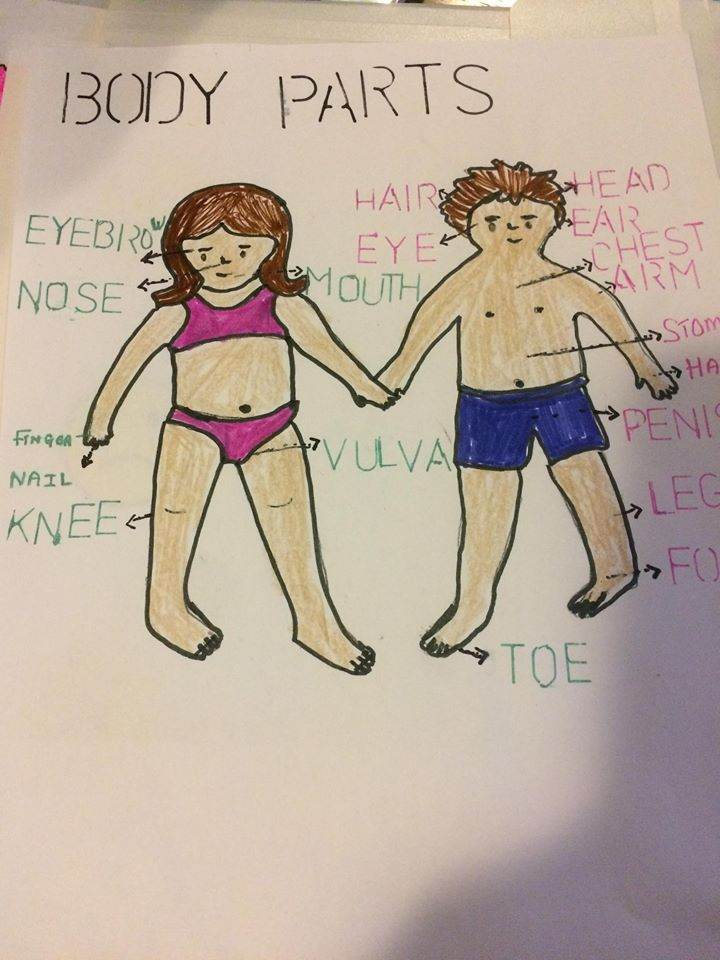 BODY PARTS
HAIR
HEAD
EYEBROW
EAR
EYE
CHEST
NOSE
MOUTH
ARM
STOM
HA
FINGER
PENIS
VULVA
NAIL
LEG
KNEE
FO
TOE